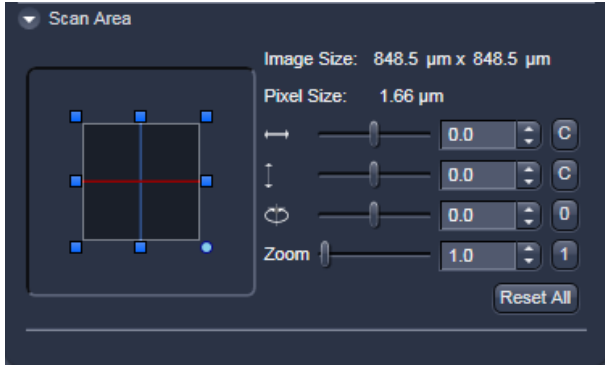 Scan Area
Image Size: 848.5 µm x 848.5 µm
Pixel Size: 1.66 µm
0.0 C
0.0 C
0.0 0
Zoom 1.0 1
Reset All